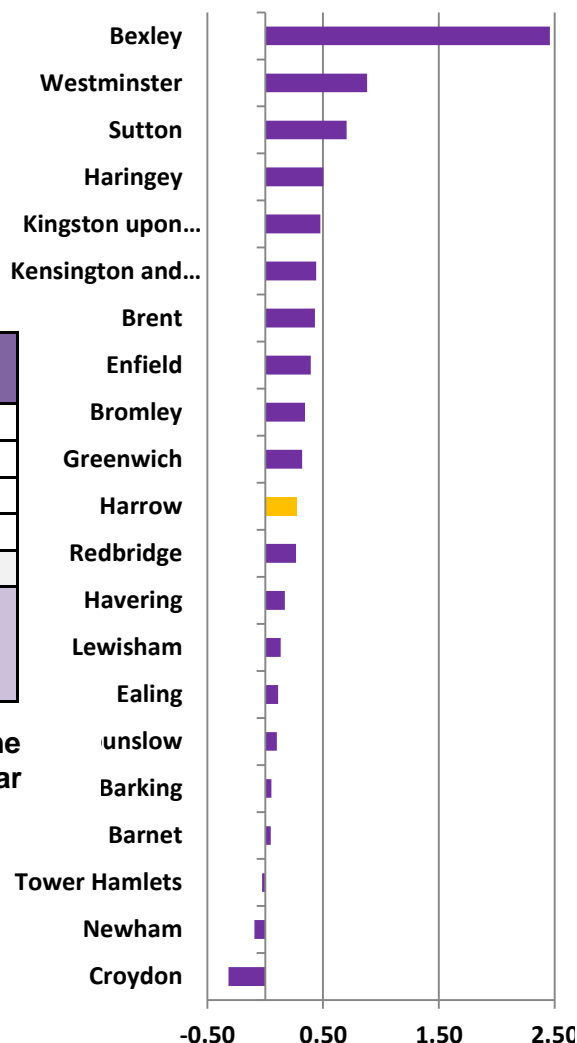 Bexley
Westminster
Sutton
Haringey
Kingston upon...
Kensington and...
Brent
Enfield
Bromley
Greenwich
Harrow
Redbridge
Havering
Lewisham
Ealing
unslow
Barking
Barnet
Tower Hamlets
Newham
Croydon
-0.50 0.50 1.50 2.50